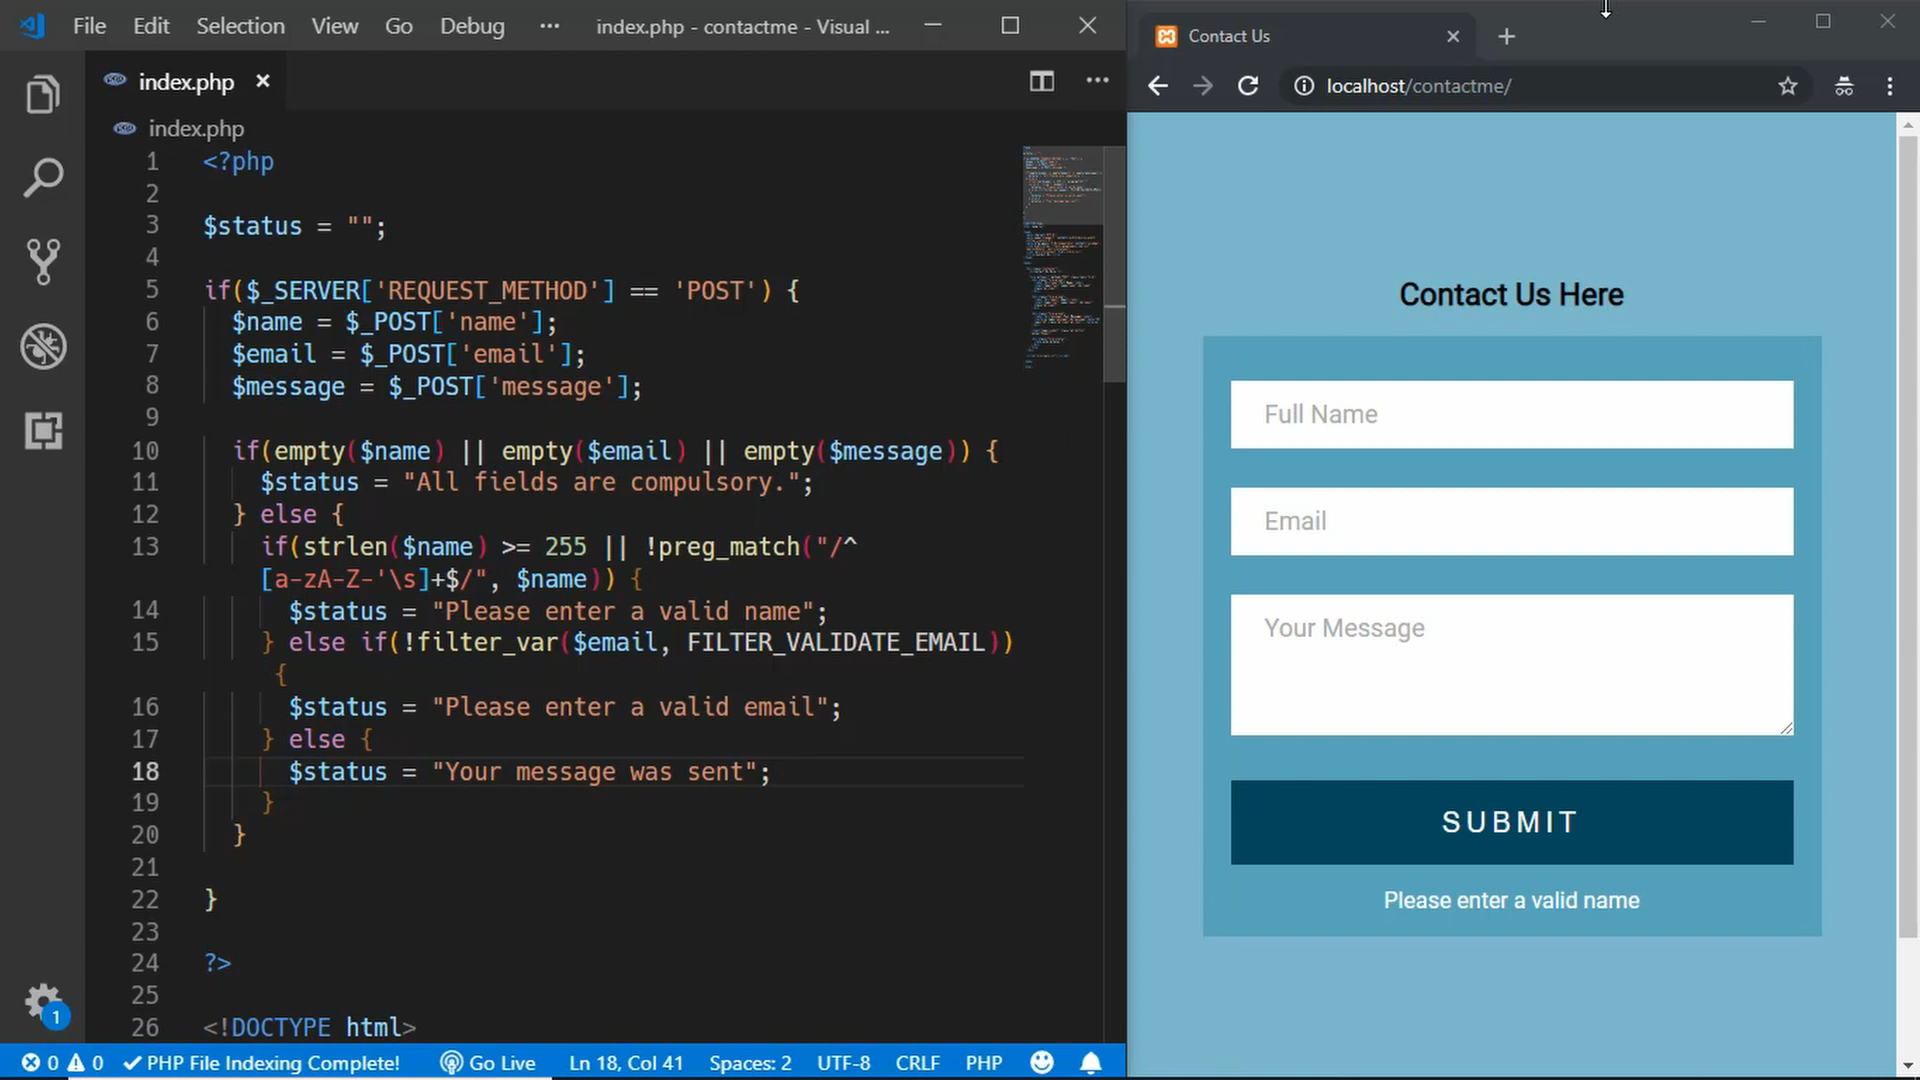 File Edit Selection View Go Debug ··· index.php - contactme - Visual ...
index.php
index.php
1 <?php
2
3 $status = "";
4
5 if($_SERVER['REQUEST_METHOD'] == 'POST') {
6 $name = $_POST['name'];
7 $email = $_POST['email'];
8 $message = $_POST['message'];
9
10 if(empty($name) || empty($email) || empty($message)) {
11 $status = "All fields are compulsory.";
12 } else {
13 if(strlen($name) >= 255 || !preg_match("/^
[a-zA-Z-'\s]+$/", $name)) {
14 $status = "Please enter a valid name";
15 } else if(!filter_var($email, FILTER_VALIDATE_EMAIL))
{
16 $status = "Please enter a valid email";
17 } else {
18 $status = "Your message was sent";
19 }
20 }
21
22 }
23
24 ?>
25
26 <!DOCTYPE html>
1
0 0 PHP File Indexing Complete! Go Live Ln 18, Col 41 Spaces: 2 UTF-8 CRLF PHP
Contact Us
localhost/contactme/
Contact Us Here
Full Name
Email
Your Message
SUBMIT
Please enter a valid name